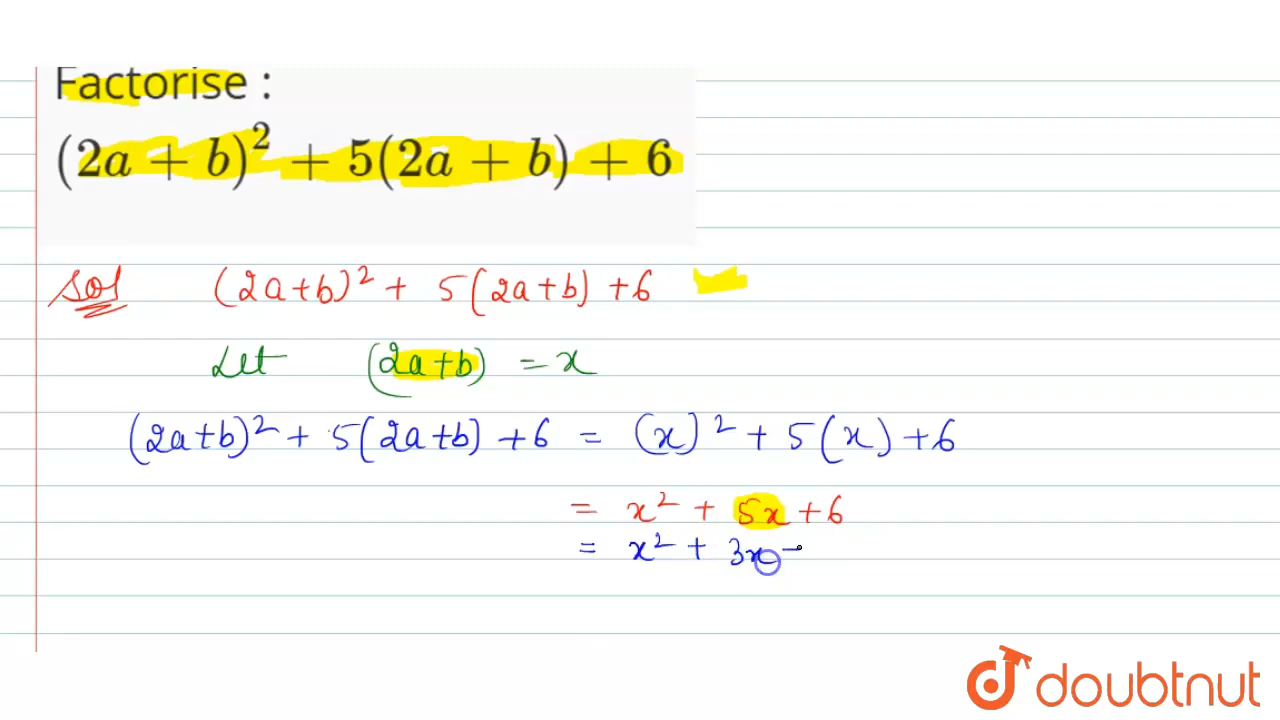 Factorise :
(2a + b)² + 5(2a + b) + 6
Sol (2a+b)² + 5(2a+b) +6
Let (2a+b) = x
(2a+b)² + 5(2a+b) +6 = (x)² + 5(x) +6
= x² + 5x +6
= x² + 3x
doubtnut